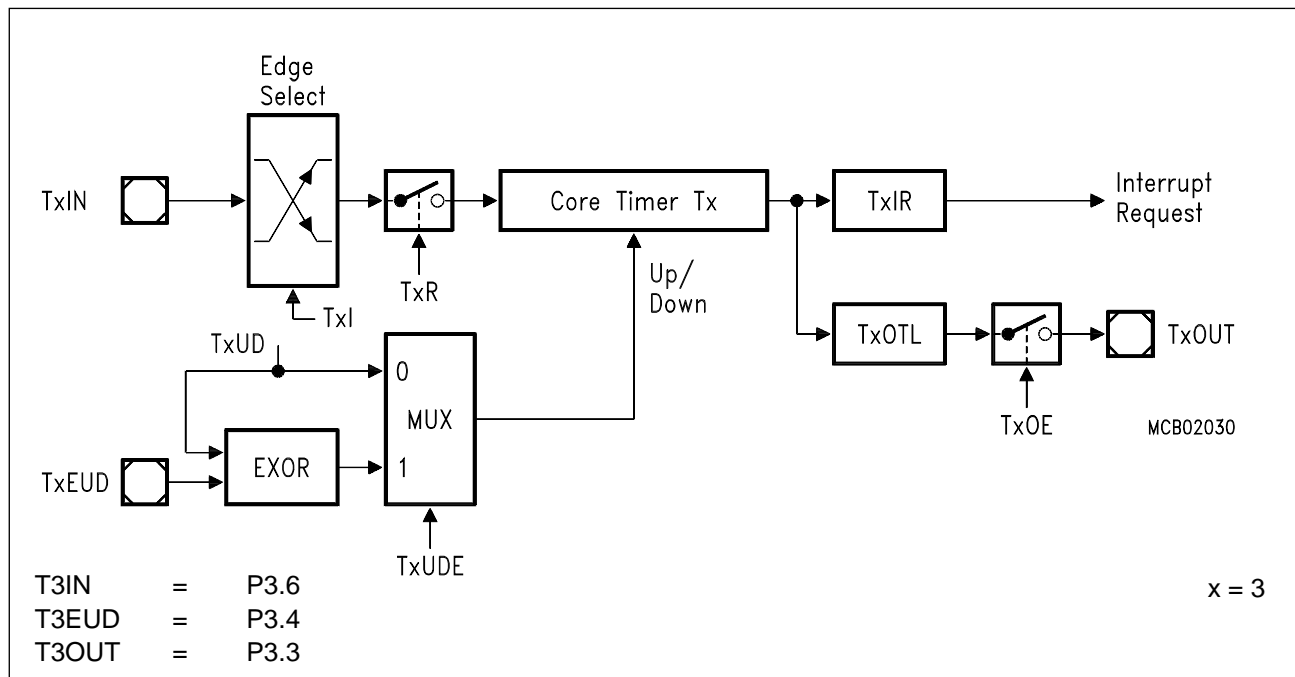 Edge
Select
TxIN
Core Timer Tx
TxIR
Interrupt
Request
TxR
Up/
Down
TxI
TxUD
TxOTL
TxOUT
0
MUX
TxOE
MCB02030
TxEUD
EXOR
1
TxUDE
T3IN = P3.6
x = 3
T3EUD = P3.4
T3OUT = P3.3